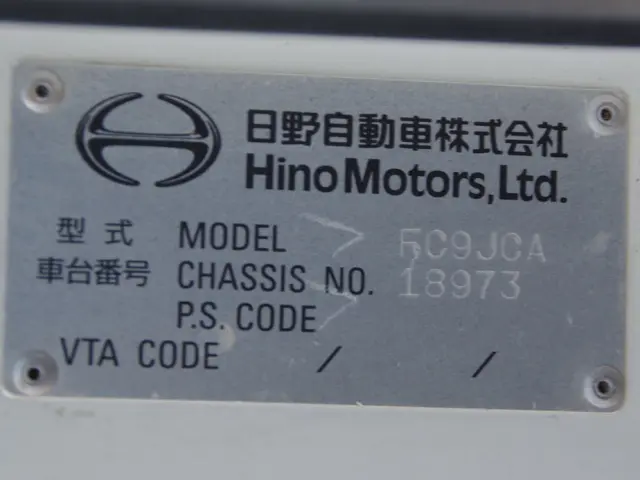 日野自動車株式会社
Hino Motors, Ltd.
型式 MODEL > FC9JCA
車台番号 CHASSIS NO. 18973
P.S. CODE >
VTA CODE / /